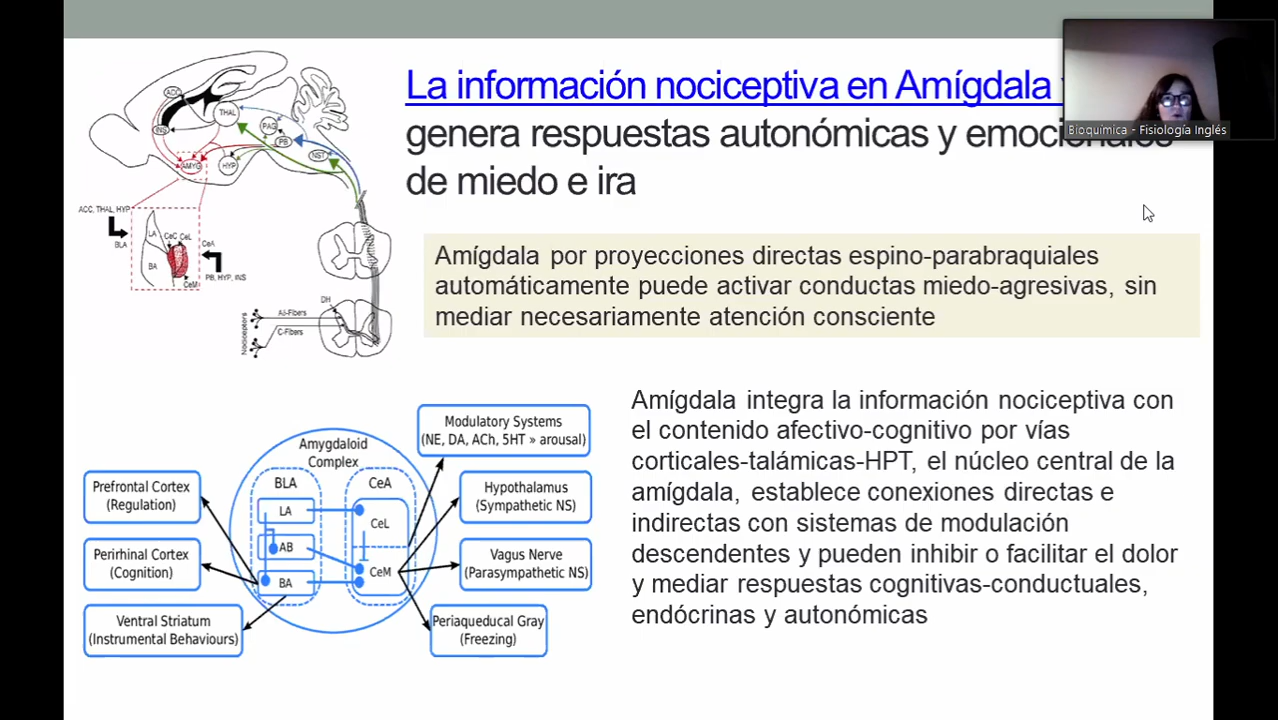 La información nociceptiva en Amígdala
genera respuestas autonómicas y emocionales
de miedo e ira
Bioquímica - Fisiología Inglés
ACC
THAL
INS
PAG
PB
NST
AMYG
HYP
ACC, THAL, HYP
BLA
LA
CeC CeL
BA
CeM
CeA
PB, HYP, INS
DH
Aδ-Fibers
C-Fibers
Nociceptors
Amígdala por proyecciones directas espino-parabraquiales
automáticamente puede activar conductas miedo-agresivas, sin
mediar necesariamente atención consciente
Amygdaloid
Complex
BLA
CeA
LA
AB
BA
CeL
CeM
Prefrontal Cortex
(Regulation)
Perirhinal Cortex
(Cognition)
Ventral Striatum
(Instrumental Behaviours)
Modulatory Systems
(NE, DA, ACh, 5HT » arousal)
Hypothalamus
(Sympathetic NS)
Vagus Nerve
(Parasympathetic NS)
Periaqueducal Gray
(Freezing)
Amígdala integra la información nociceptiva con
el contenido afectivo-cognitivo por vías
corticales-talámicas-HPT, el núcleo central de la
amígdala, establece conexiones directas e
indirectas con sistemas de modulación
descendentes y pueden inhibir o facilitar el dolor
y mediar respuestas cognitivas-conductuales,
endócrinas y autonómicas